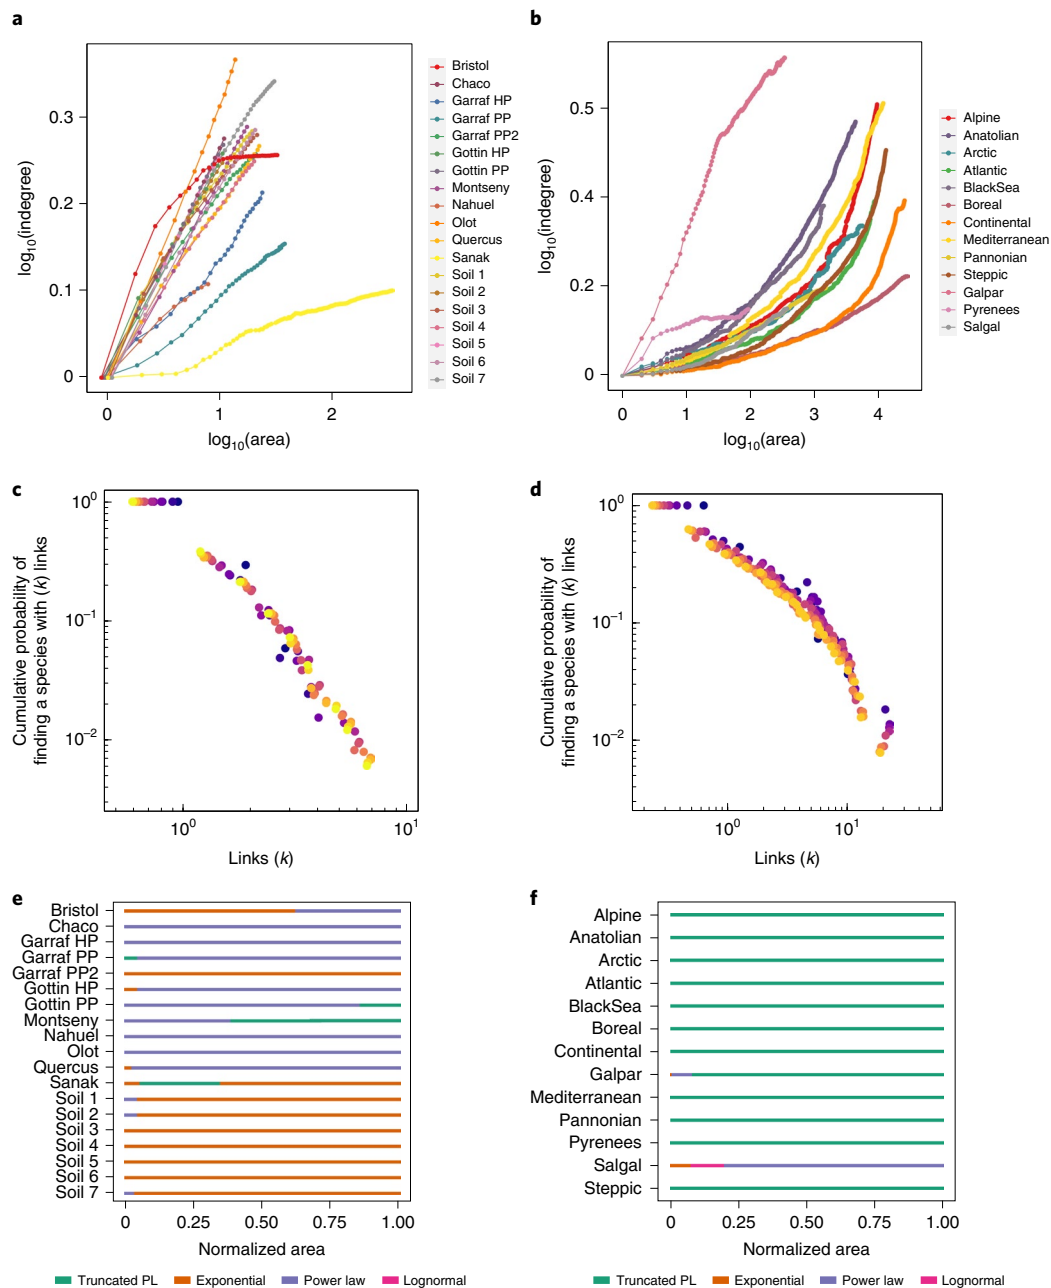 a
b
log10(indegree)
0.3
0.2
0.1
0
0
1
2
log10(area)
Bristol
Chaco
Garraf HP
Garraf PP
Garraf PP2
Gottin HP
Gottin PP
Montseny
Nahuel
Olot
Quercus
Sanak
Soil 1
Soil 2
Soil 3
Soil 4
Soil 5
Soil 6
Soil 7
log10(indegree)
0.5
0.4
0.2
0
0
1
2
3
4
log10(area)
Alpine
Anatolian
Arctic
Atlantic
BlackSea
Boreal
Continental
Mediterranean
Pannonian
Steppic
Galpar
Pyrenees
Salgal
c
Cumulative probability of
finding a species with (k) links
10^0
10^−1
10^−2
10^0
10^1
Links (k)
d
Cumulative probability of
finding a species with (k) links
10^0
10^−1
10^−2
10^0
10^1
Links (k)
e
Bristol
Chaco
Garraf HP
Garraf PP
Garraf PP2
Gottin HP
Gottin PP
Montseny
Nahuel
Olot
Quercus
Sanak
Soil 1
Soil 2
Soil 3
Soil 4
Soil 5
Soil 6
Soil 7
0
0.25
0.50
0.75
1.00
Normalized area
Truncated PL Exponential Power law Lognormal
f
Alpine
Anatolian
Arctic
Atlantic
BlackSea
Boreal
Continental
Galpar
Mediterranean
Pannonian
Pyrenees
Salgal
Steppic
0
0.25
0.50
0.75
1.00
Normalized area
Truncated PL Exponential Power law Lognormal